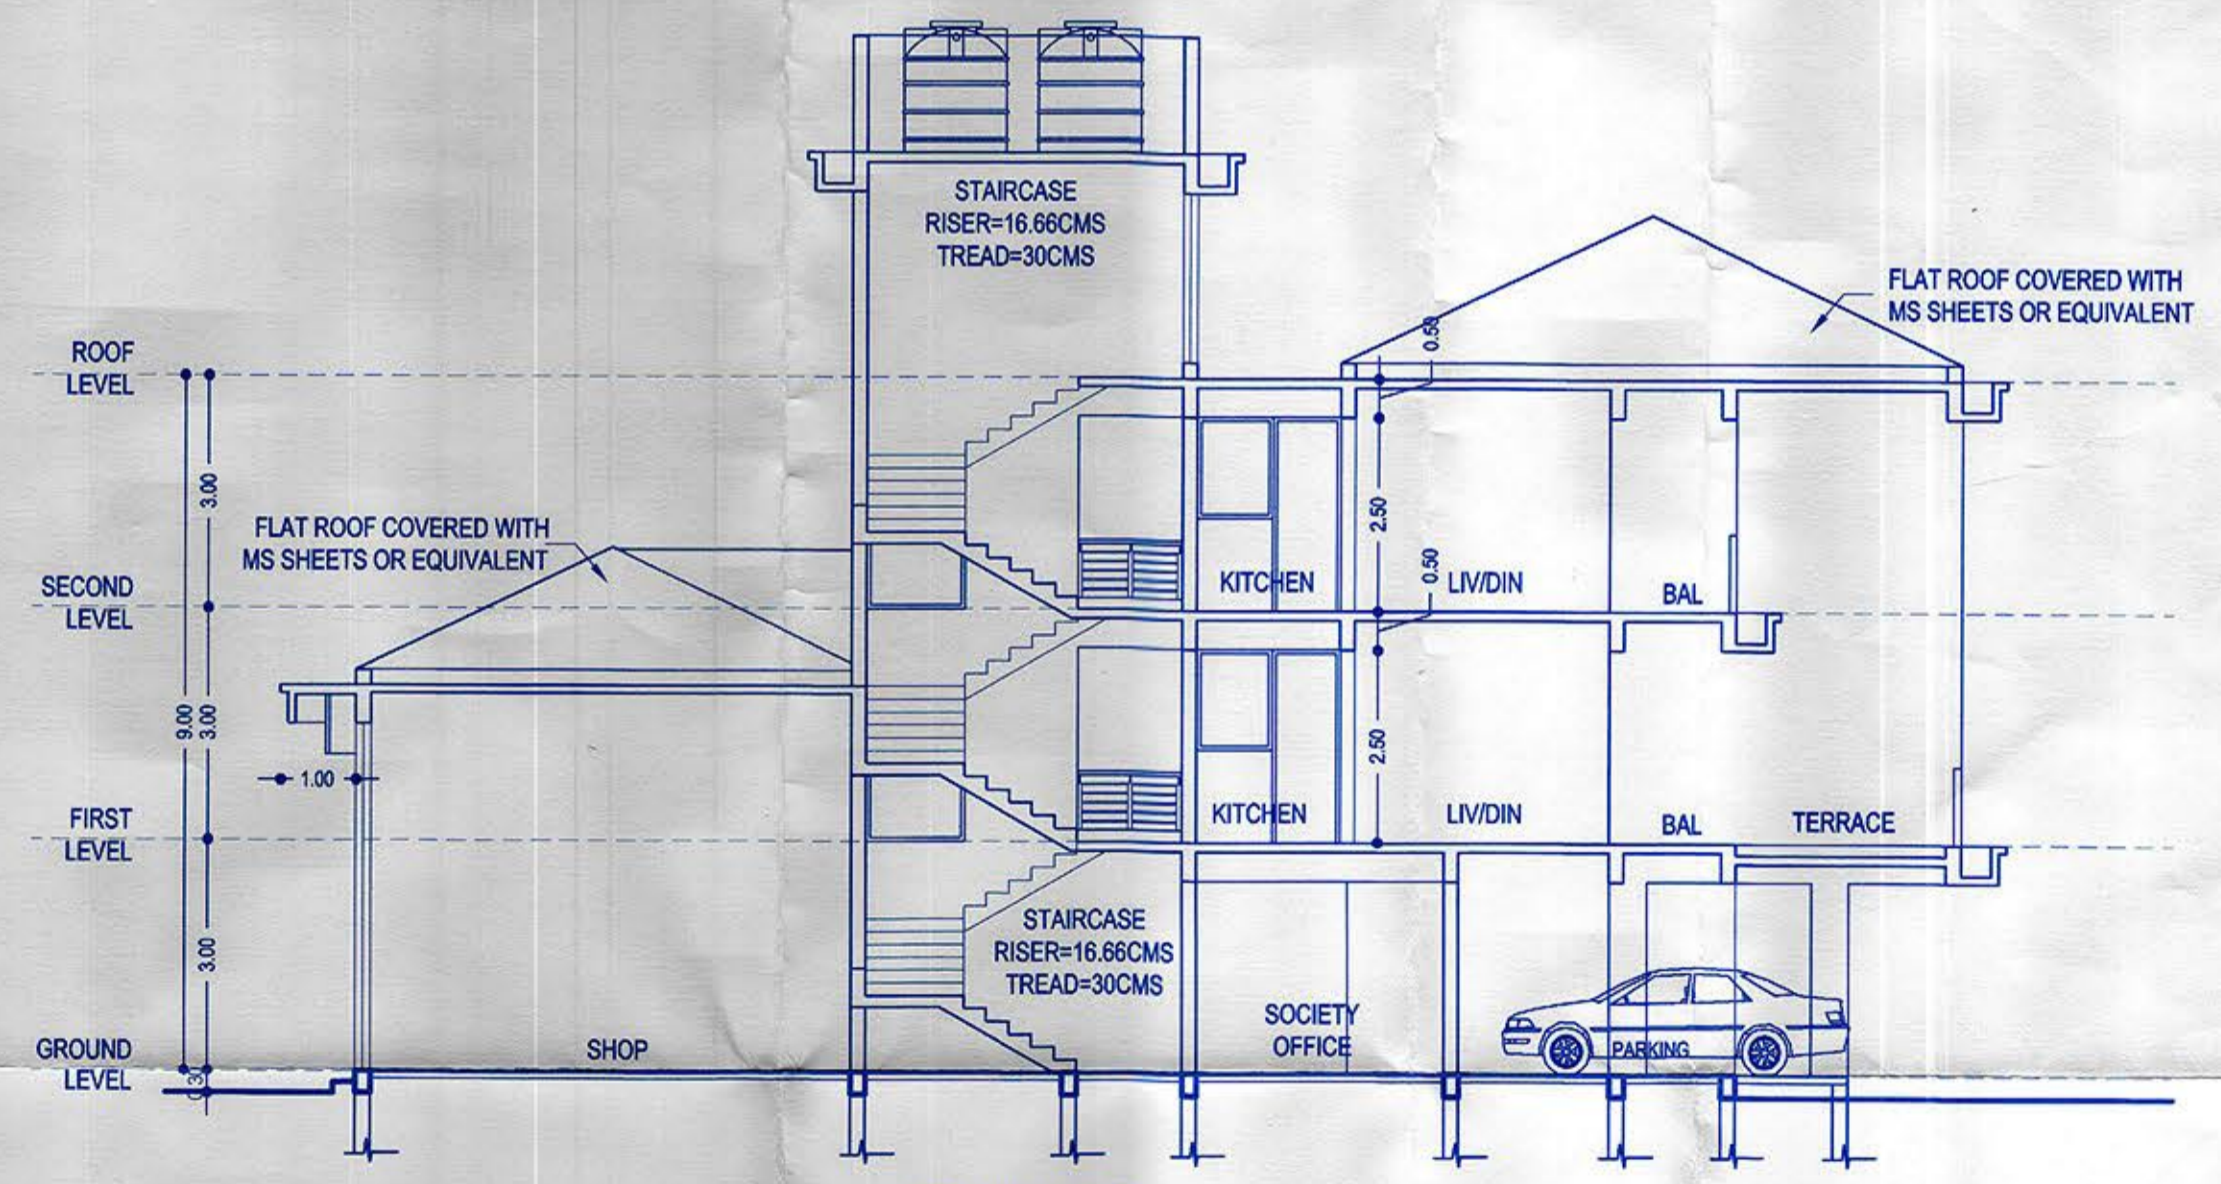 STAIRCASE
RISER=16.66CMS
TREAD=30CMS
FLAT ROOF COVERED WITH
MS SHEETS OR EQUIVALENT
0.50
ROOF
LEVEL
3.00
2.50
FLAT ROOF COVERED WITH
MS SHEETS OR EQUIVALENT
SECOND
LEVEL
KITCHEN
0.50
LIV/DIN
BAL
9.00
3.00
2.50
1.00
FIRST
LEVEL
KITCHEN
LIV/DIN
BAL
TERRACE
3.00
STAIRCASE
RISER=16.66CMS
TREAD=30CMS
SOCIETY
OFFICE
PARKING
GROUND
LEVEL
SHOP